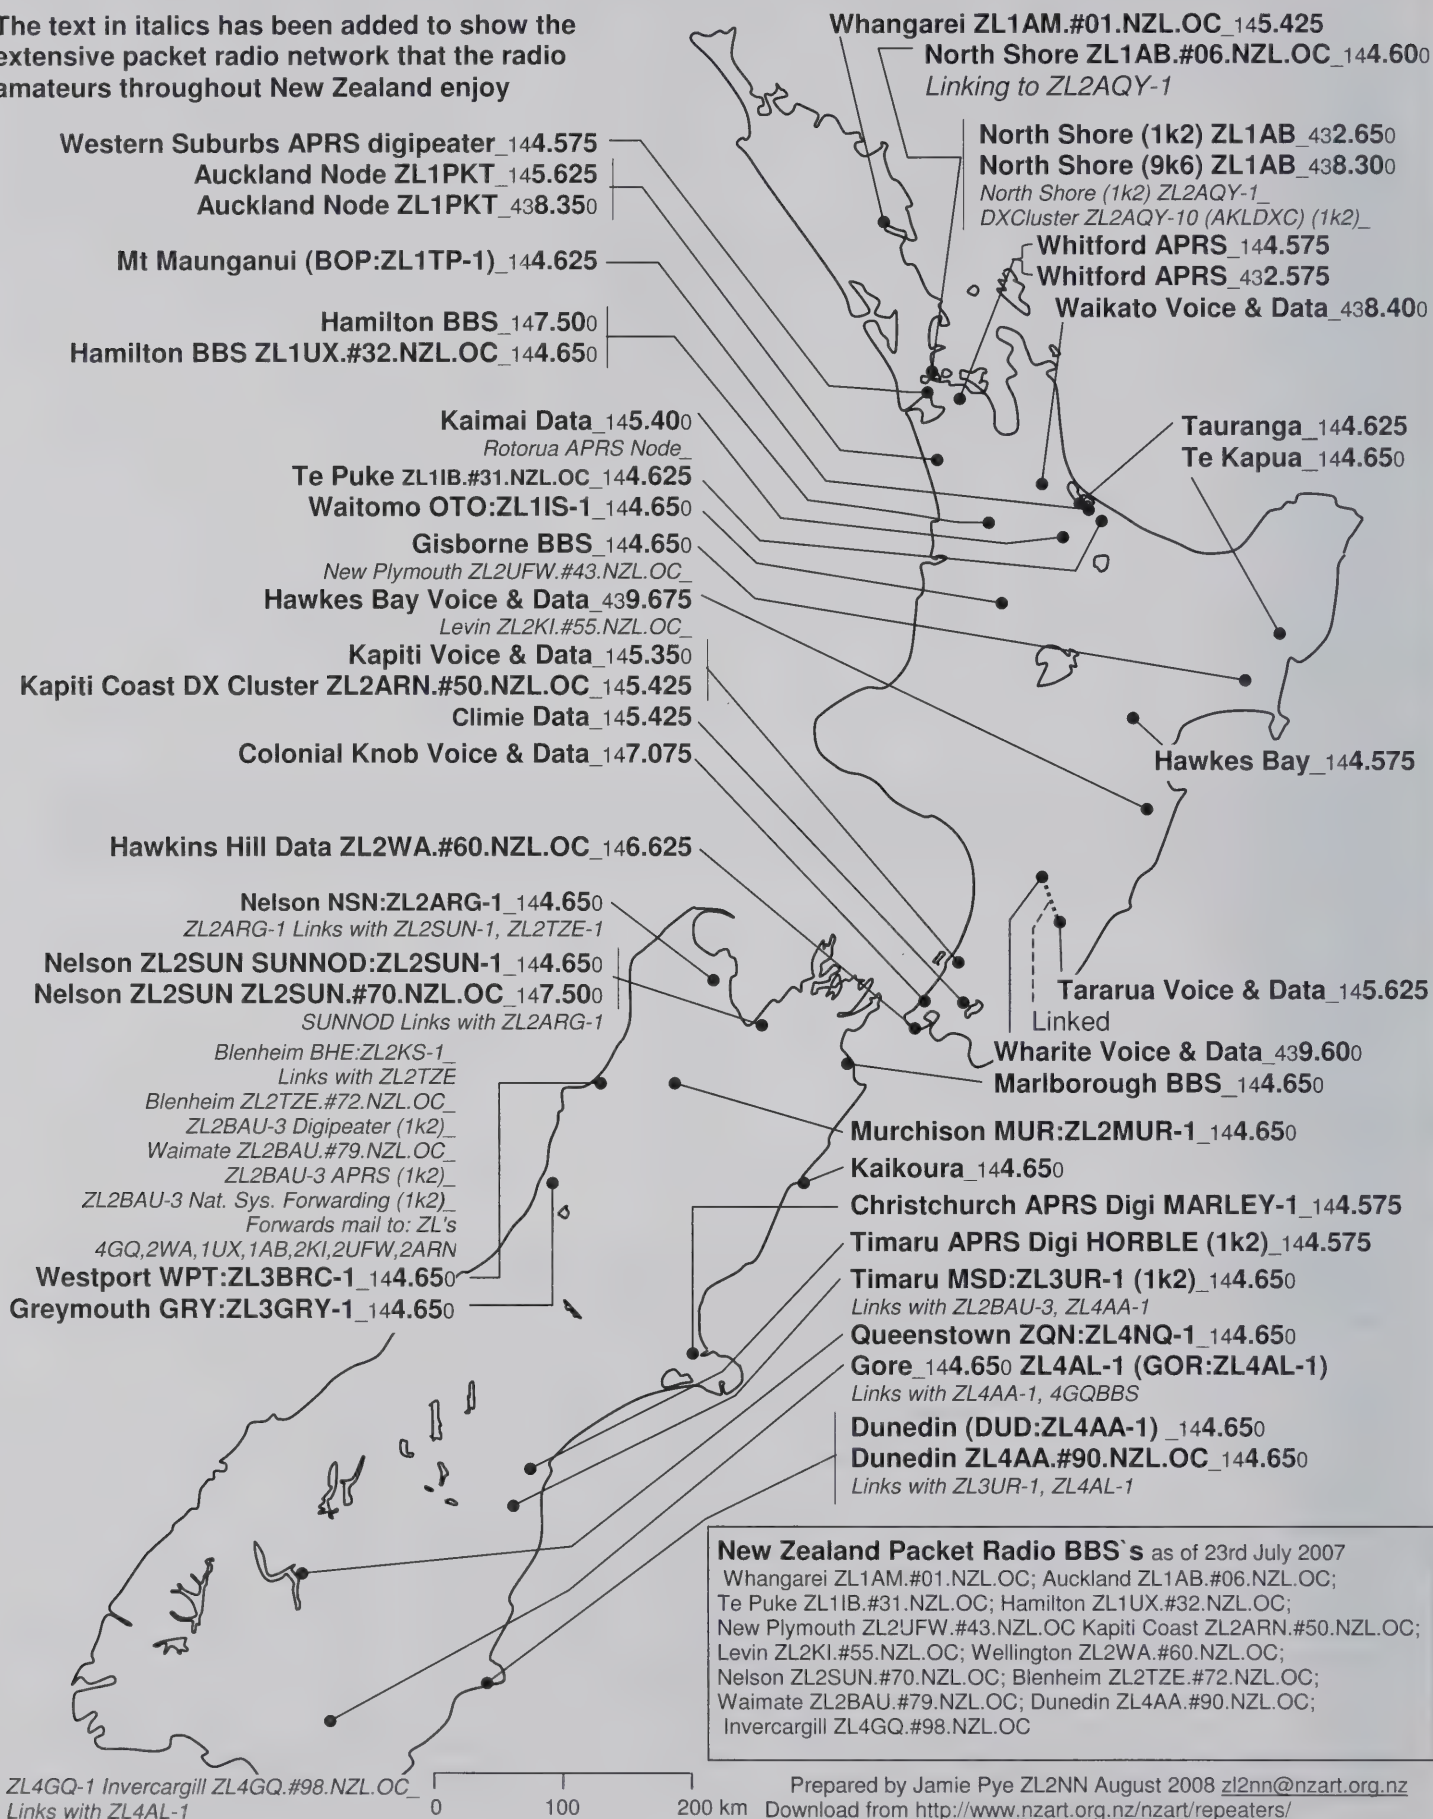 The text in italics has been added to show the
extensive packet radio network that the radio
amateurs throughout New Zealand enjoy
Whangarei ZL1AM.#01.NZL.OC_145.425
North Shore ZL1AB.#06.NZL.OC_144.600
Linking to ZL2AQY-1
Western Suburbs APRS digipeater_144.575
Auckland Node ZL1PKT_145.625
Auckland Node ZL1PKT_438.350
North Shore (1k2) ZL1AB_432.650
North Shore (9k6) ZL1AB_438.300
North Shore (1k2) ZL2AQY-1_
DXCluster ZL2AQY-10 (AKLDXC) (1k2)_
Whitford APRS_144.575
Whitford APRS_432.575
Waikato Voice & Data_438.400
Mt Maunganui (BOP:ZL1TP-1)_144.625
Hamilton BBS_147.500
Hamilton BBS ZL1UX.#32.NZL.OC_144.650
Kaimai Data_145.400
Rotorua APRS Node_
Te Puke ZL1IB.#31.NZL.OC_144.625
Waitomo OTO:ZL1IS-1_144.650
Gisborne BBS_144.650
New Plymouth ZL2UFW.#43.NZL.OC_
Hawkes Bay Voice & Data_439.675
Levin ZL2KI.#55.NZL.OC_
Kapiti Voice & Data_145.350
Kapiti Coast DX Cluster ZL2ARN.#50.NZL.OC_145.425
Climie Data_145.425
Colonial Knob Voice & Data_147.075
Tauranga_144.625
Te Kapua_144.650
Hawkes Bay_144.575
Hawkins Hill Data ZL2WA.#60.NZL.OC_146.625
Nelson NSN:ZL2ARG-1_144.650
ZL2ARG-1 Links with ZL2SUN-1, ZL2TZE-1
Nelson ZL2SUN SUNNOD:ZL2SUN-1_144.650
Nelson ZL2SUN ZL2SUN.#70.NZL.OC_147.500
SUNNOD Links with ZL2ARG-1
Blenheim BHE:ZL2KS-1_
Links with ZL2TZE
Blenheim ZL2TZE.#72.NZL.OC_
ZL2BAU-3 Digipeater (1k2)_
Waimate ZL2BAU.#79.NZL.OC_
ZL2BAU-3 APRS (1k2)_
ZL2BAU-3 Nat. Sys. Forwarding (1k2)_
Forwards mail to: ZL's
4GQ,2WA,1UX,1AB,2KI,2UFW,2ARN
Westport WPT:ZL3BRC-1_144.650
Greymouth GRY:ZL3GRY-1_144.650
Tararua Voice & Data_145.625
Linked
Wharite Voice & Data_439.600
Marlborough BBS_144.650
Murchison MUR:ZL2MUR-1_144.650
Kaikoura_144.650
Christchurch APRS Digi MARLEY-1_144.575
Timaru APRS Digi HORBLE (1k2)_144.575
Timaru MSD:ZL3UR-1 (1k2)_144.650
Links with ZL2BAU-3, ZL4AA-1
Queenstown ZQN:ZL4NQ-1_144.650
Gore_144.650 ZL4AL-1 (GOR:ZL4AL-1)
Links with ZL4AA-1, 4GQBBS
Dunedin (DUD:ZL4AA-1) _144.650
Dunedin ZL4AA.#90.NZL.OC_144.650
Links with ZL3UR-1, ZL4AL-1
New Zealand Packet Radio BBS`s as of 23rd July 2007
Whangarei ZL1AM.#01.NZL.OC; Auckland ZL1AB.#06.NZL.OC;
Te Puke ZL1IB.#31.NZL.OC; Hamilton ZL1UX.#32.NZL.OC;
New Plymouth ZL2UFW.#43.NZL.OC Kapiti Coast ZL2ARN.#50.NZL.OC;
Levin ZL2KI.#55.NZL.OC; Wellington ZL2WA.#60.NZL.OC;
Nelson ZL2SUN.#70.NZL.OC; Blenheim ZL2TZE.#72.NZL.OC;
Waimate ZL2BAU.#79.NZL.OC; Dunedin ZL4AA.#90.NZL.OC;
Invercargill ZL4GQ.#98.NZL.OC
ZL4GQ-1 Invercargill ZL4GQ.#98.NZL.OC_
Links with ZL4AL-1
0 100 200 km
Prepared by Jamie Pye ZL2NN August 2008 zl2nn@nzart.org.nz
Download from http://www.nzart.org.nz/nzart/repeaters/